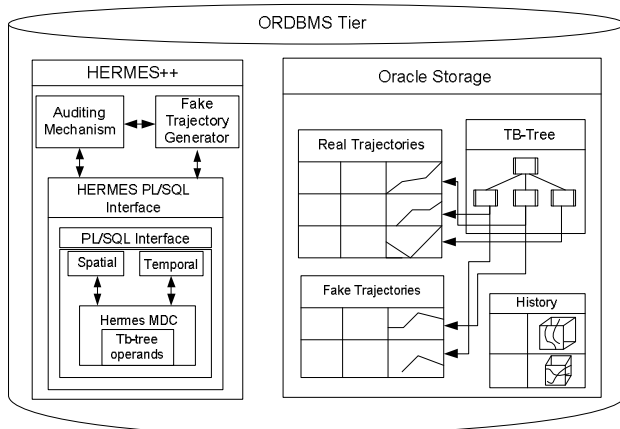 ORDBMS Tier
HERMES++
Auditing
Mechanism
Fake
Trajectory
Generator
HERMES PL/SQL
Interface
PL/SQL Interface
Spatial
Temporal
Hermes MDC
Tb-tree
operands
Oracle Storage
Real Trajectories
TB-Tree
Fake Trajectories
History